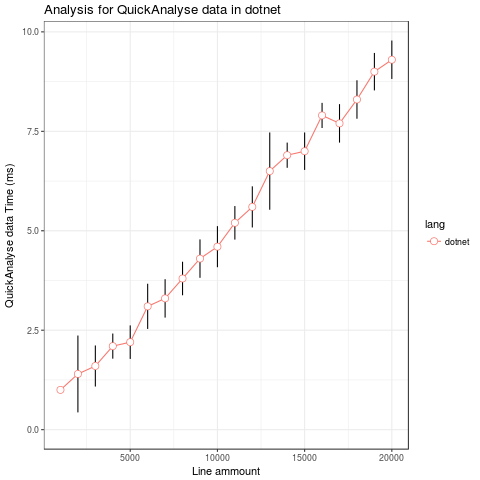 Analysis for QuickAnalyse data in dotnet
QuickAnalyse data Time (ms)
10.0
7.5
5.0
2.5
0.0
5000 10000 15000 20000
Line ammount
lang
dotnet